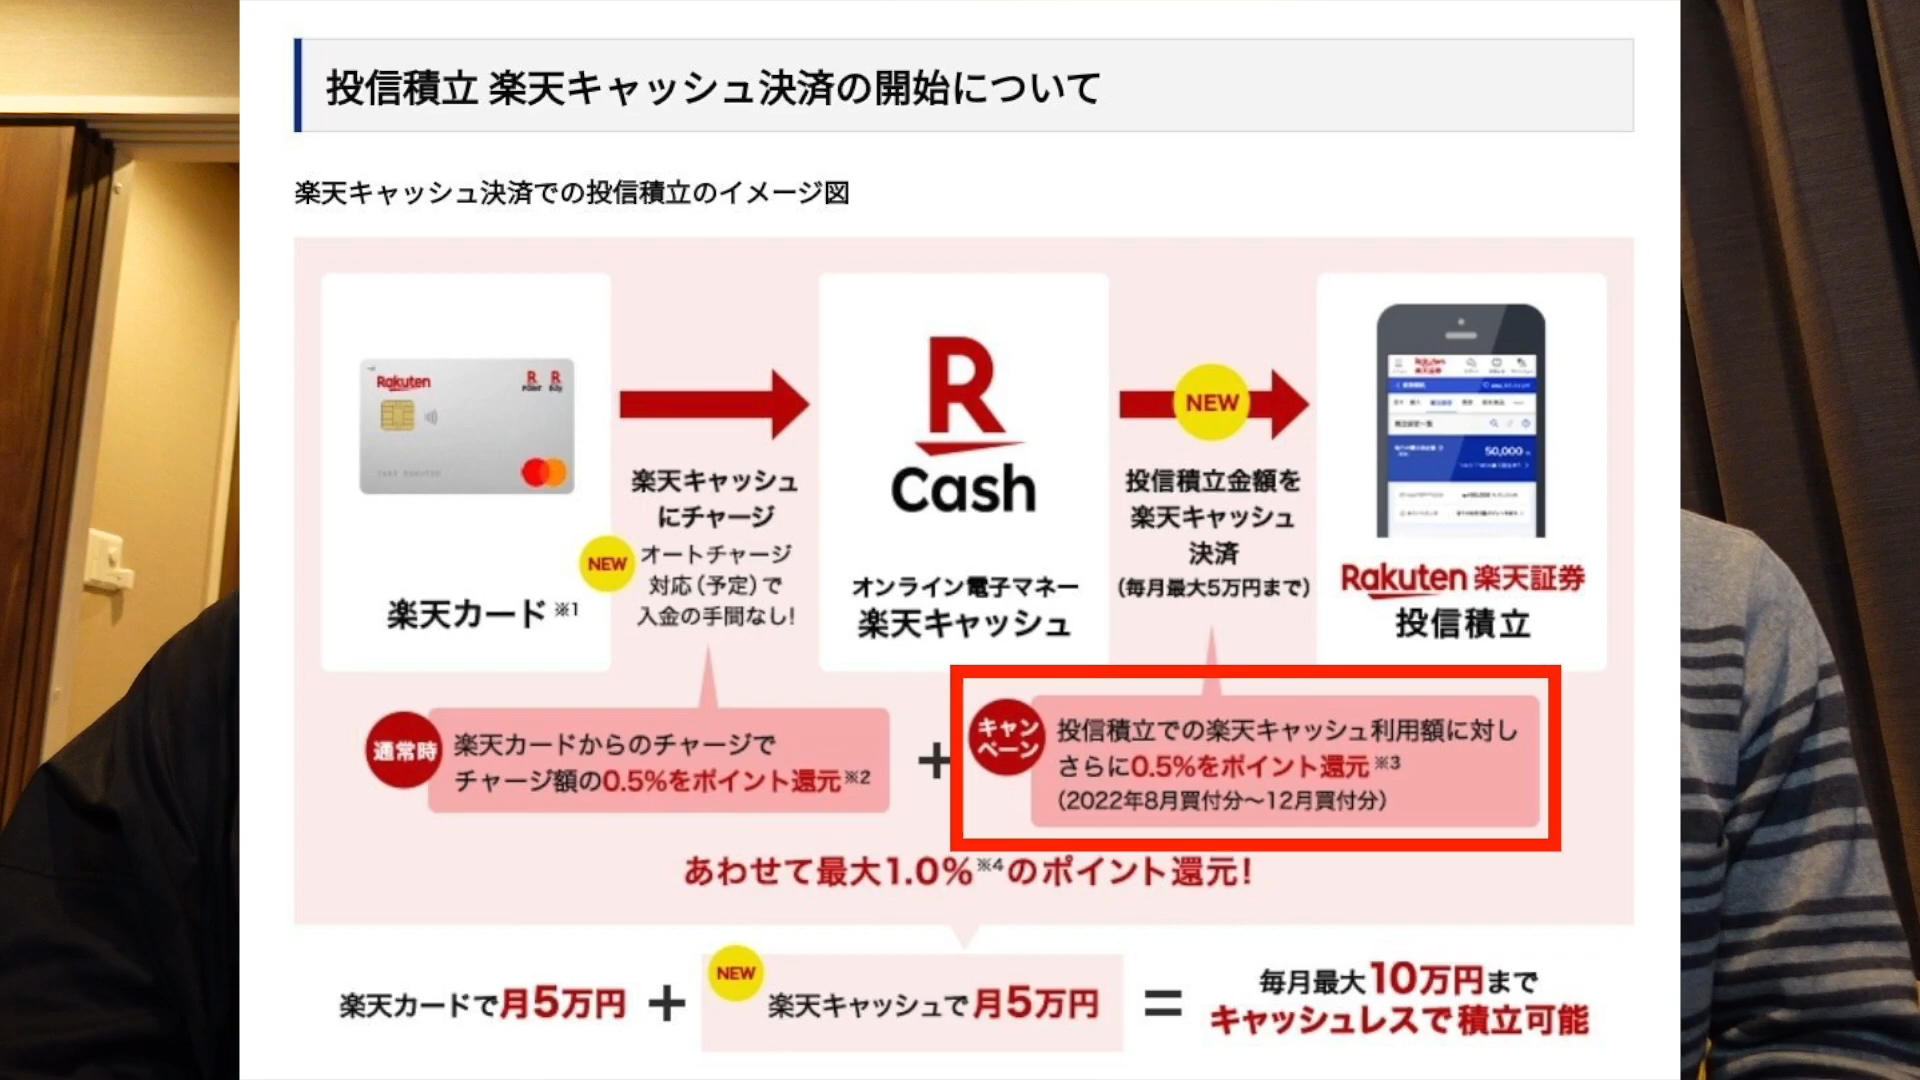 投信積立 楽天キャッシュ決済の開始について
楽天キャッシュ決済での投信積立のイメージ図
Rakuten
R
POINT
R
Pay
楽天カード ※1
楽天キャッシュ
にチャージ
NEW
オートチャージ
対応(予定)で
入金の手間なし!
R
Cash
オンライン電子マネー
楽天キャッシュ
NEW
投信積立金額を
楽天キャッシュ
決済
(毎月最大5万円まで)
Rakuten
楽天証券
50,000
Rakuten 楽天証券
投信積立
通常時
楽天カードからのチャージで
チャージ額の0.5%をポイント還元※2
+
キャン
ペーン
投信積立での楽天キャッシュ利用額に対し
さらに0.5%をポイント還元※3
(2022年8月買付分〜12月買付分)
あわせて最大1.0%※4のポイント還元!
楽天カードで月5万円
+
NEW
楽天キャッシュで月5万円
=
毎月最大10万円まで
キャッシュレスで積立可能